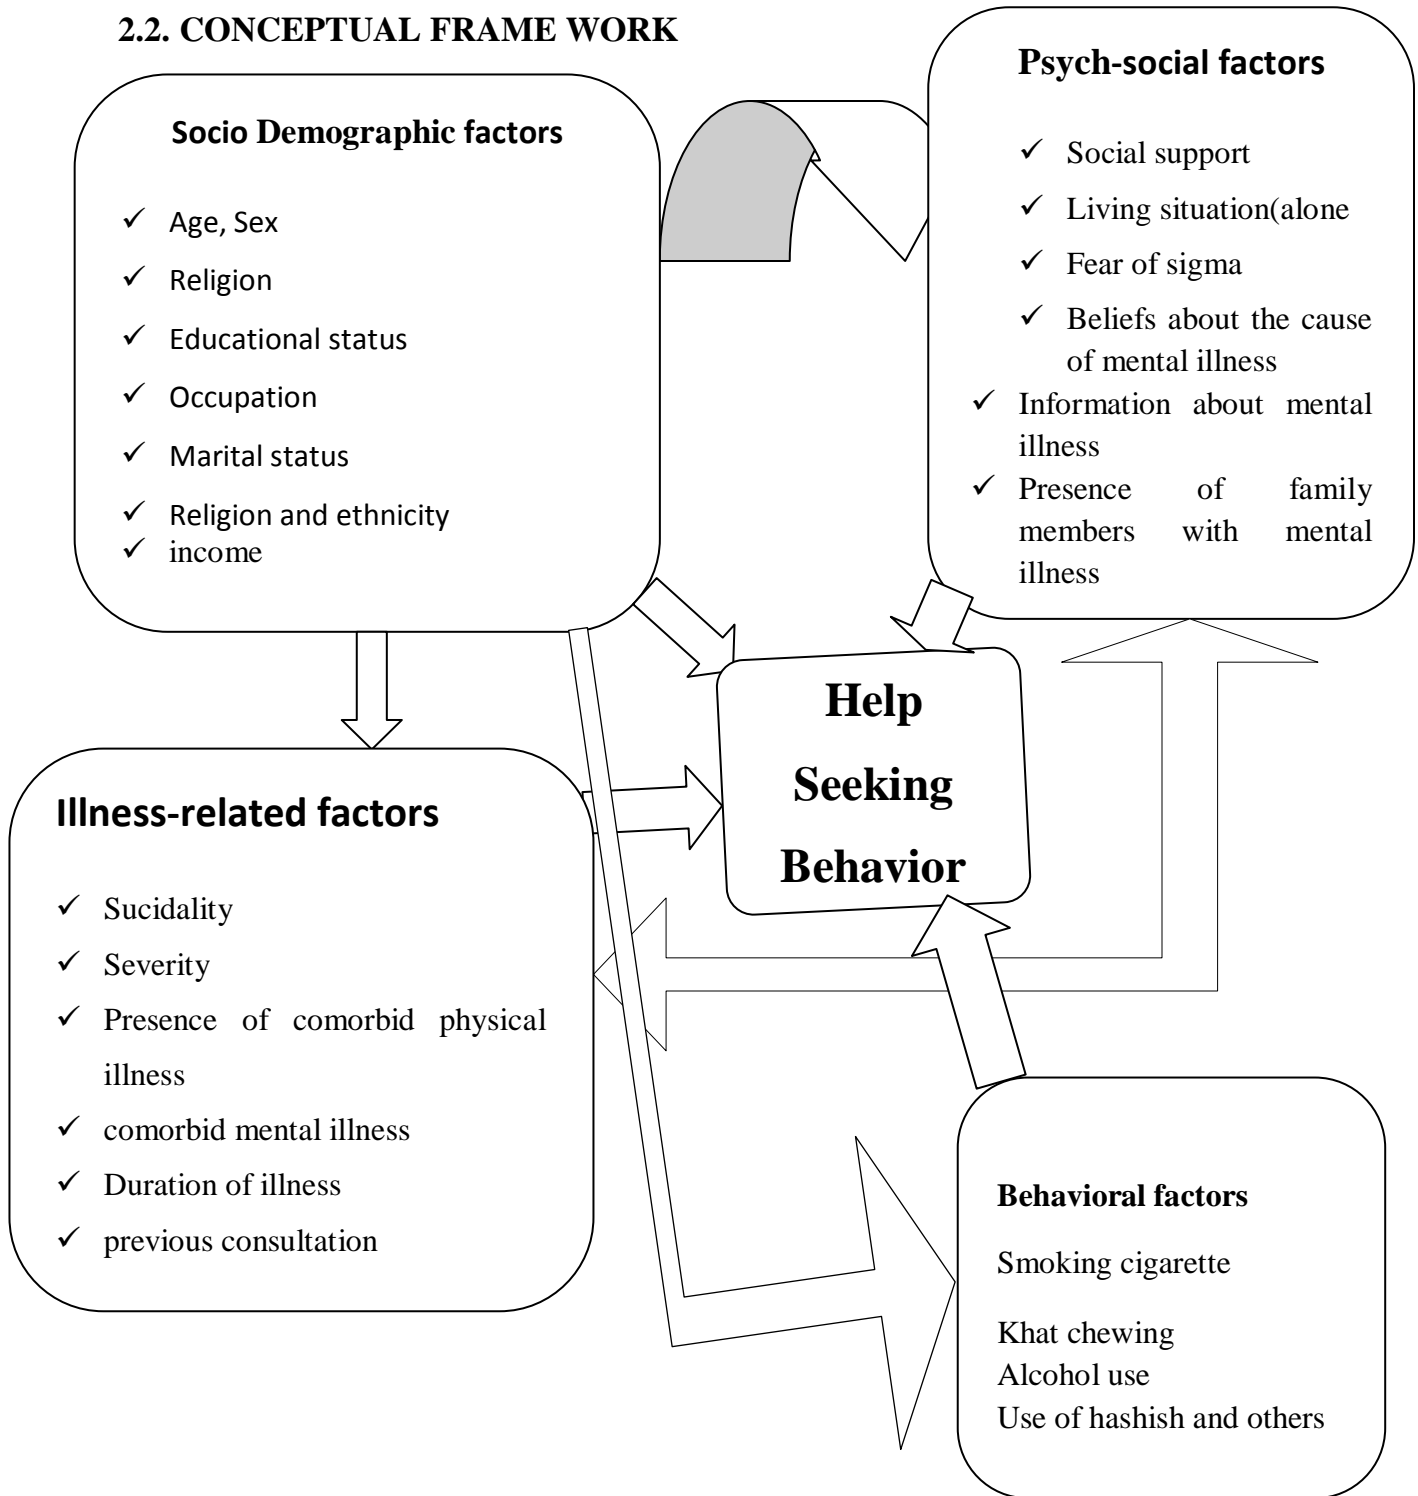 2.2. CONCEPTUAL FRAME WORK
Socio Demographic factors
✓ Age, Sex
✓ Religion
✓ Educational status
✓ Occupation
✓ Marital status
✓ Religion and ethnicity
✓ income
Psych-social factors
✓ Social support
✓ Living situation(alone
✓ Fear of sigma
✓ Beliefs about the cause
of mental illness
✓ Information about mental
illness
✓ Presence of family
members with mental
illness
Help
Seeking
Behavior
Illness-related factors
✓ Sucidality
✓ Severity
✓ Presence of comorbid physical
illness
✓ comorbid mental illness
✓ Duration of illness
✓ previous consultation
Behavioral factors
Smoking cigarette
Khat chewing
Alcohol use
Use of hashish and others